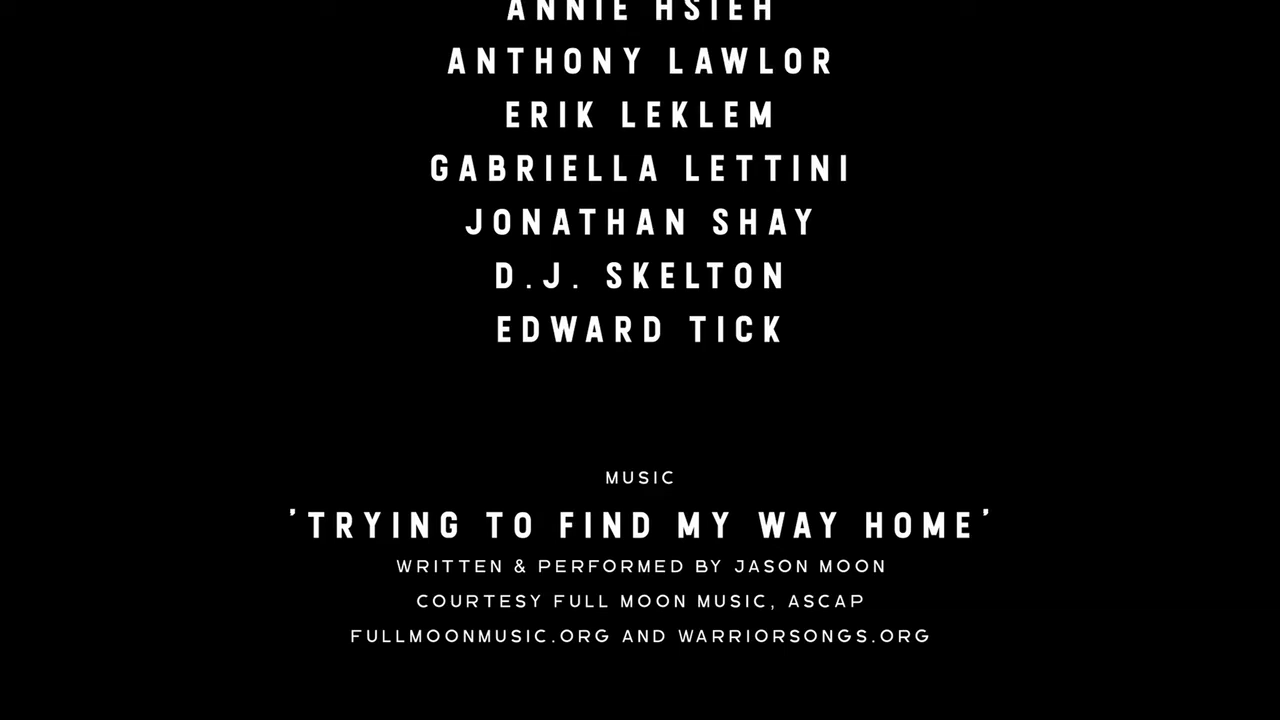 ANNIE HSIEH
ANTHONY LAWLOR
ERIK LEKLEM
GABRIELLA LETTINI
JONATHAN SHAY
D.J. SKELTON
EDWARD TICK
MUSIC
'TRYING TO FIND MY WAY HOME'
WRITTEN & PERFORMED BY JASON MOON
COURTESY FULL MOON MUSIC, ASCAP
FULLMOONMUSIC.ORG AND WARRIORSONGS.ORG